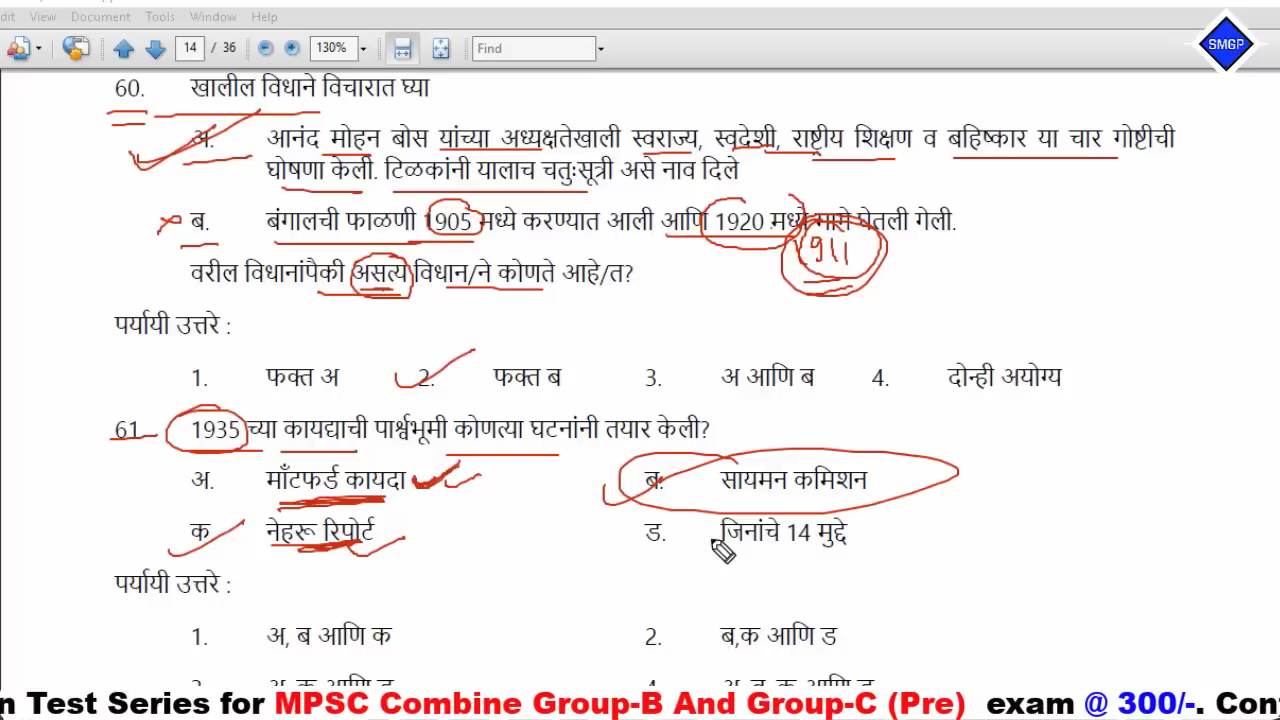 dit View Document Tools Window Help
14 / 36 130% Find
SMGP
60. खालील विधाने विचारात घ्या
अ. आनंद मोहन बोस यांच्या अध्यक्षतेखाली स्वराज्य, स्वदेशी, राष्ट्रीय शिक्षण व बहिष्कार या चार गोष्टीची
घोषणा केली. टिळकांनी यालाच चतुःसूत्री असे नाव दिले
ब. बंगालची फाळणी 1905 मध्ये करण्यात आली आणि 1920 मध्ये मागे घेतली गेली.
1911
वरील विधानांपैकी असत्य विधान/ने कोणते आहे/त?
पर्यायी उत्तरे :
1. फक्त अ 2. फक्त ब 3. अ आणि ब 4. दोन्ही अयोग्य
61 1935 च्या कायद्याची पार्श्वभूमी कोणत्या घटनांनी तयार केली?
अ. माँटफर्ड कायदा ब. सायमन कमिशन
क नेहरू रिपोर्ट ड. जिनांचे 14 मुद्दे
पर्यायी उत्तरे :
1. अ, ब आणि क 2. ब,क आणि ड
n Test Series for MPSC Combine Group-B And Group-C (Pre) exam @ 300/-. Con